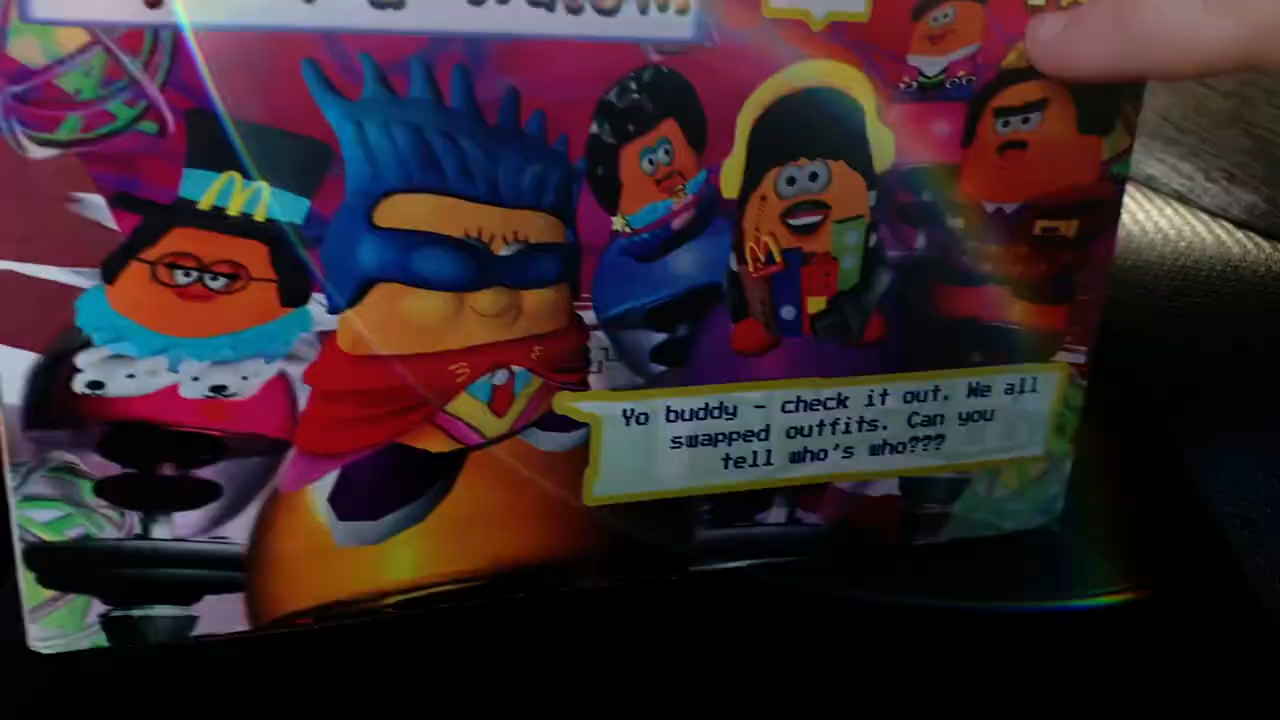 Yo buddy - check it out. We all
swapped outfits. Can you
tell who's who???